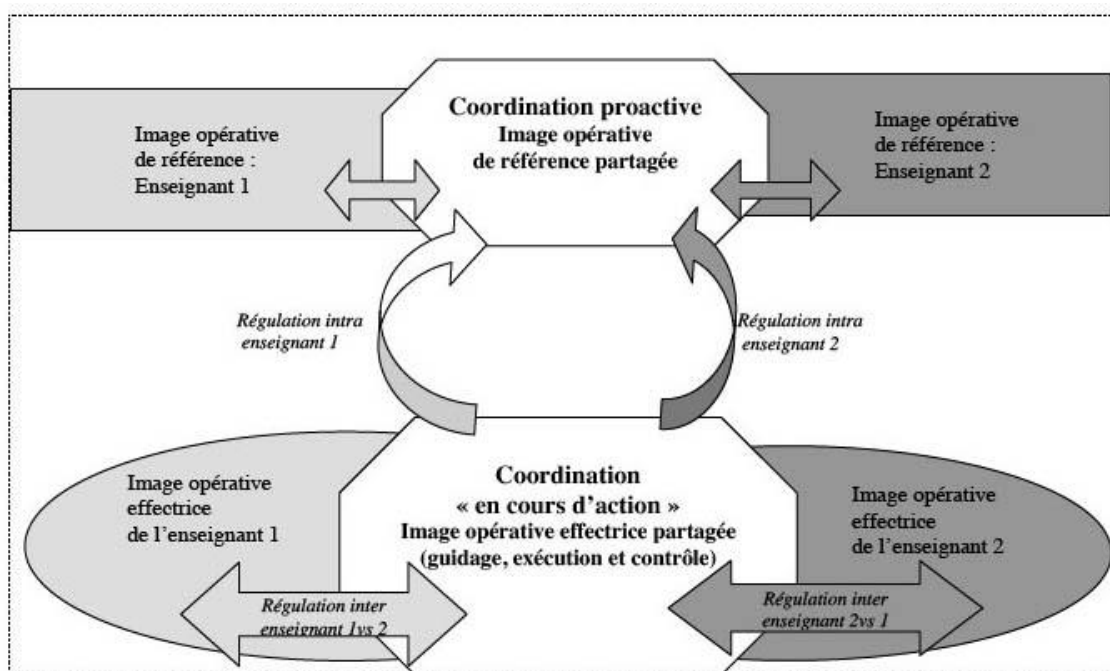 Coordination proactive
Image opérative
de référence partagée
Image opérative
de référence :
Enseignant 1
Image opérative
de référence :
Enseignant 2
Régulation intra
enseignant 1
Régulation intra
enseignant 2
Coordination
« en cours d’action »
Image opérative effectrice partagée
(guidage, exécution et contrôle)
Image opérative
effectrice
de l’enseignant 1
Image opérative
effectrice
de l’enseignant 2
Régulation inter
enseignant 1vs 2
Régulation inter
enseignant 2vs 1